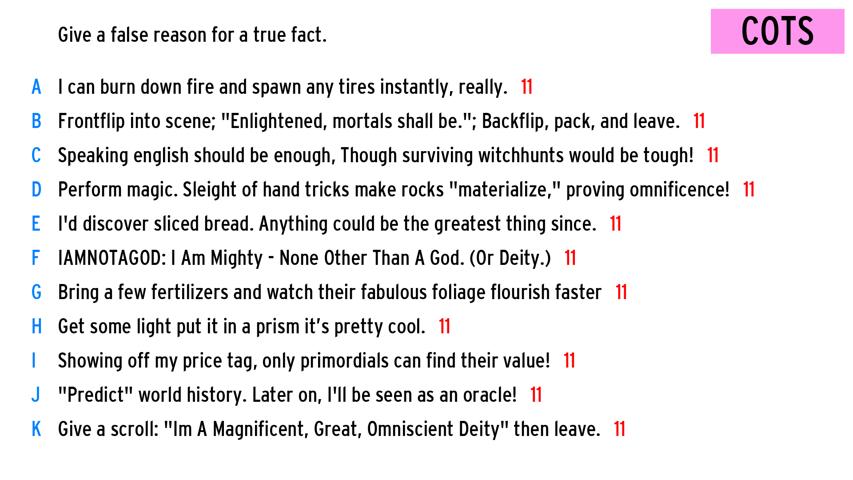 Give a false reason for a true fact.
COTS
A I can burn down fire and spawn any tires instantly, really. 11
B Frontflip into scene; "Enlightened, mortals shall be."; Backflip, pack, and leave. 11
C Speaking english should be enough, Though surviving witchhunts would be tough! 11
D Perform magic. Sleight of hand tricks make rocks "materialize," proving omnificence! 11
E I'd discover sliced bread. Anything could be the greatest thing since. 11
F IAMNOTAGOD: I Am Mighty - None Other Than A God. (Or Deity.) 11
G Bring a few fertilizers and watch their fabulous foliage flourish faster 11
H Get some light put it in a prism it's pretty cool. 11
I Showing off my price tag, only primordials can find their value! 11
J "Predict" world history. Later on, I'll be seen as an oracle! 11
K Give a scroll: "Im A Magnificent, Great, Omniscient Deity" then leave. 11